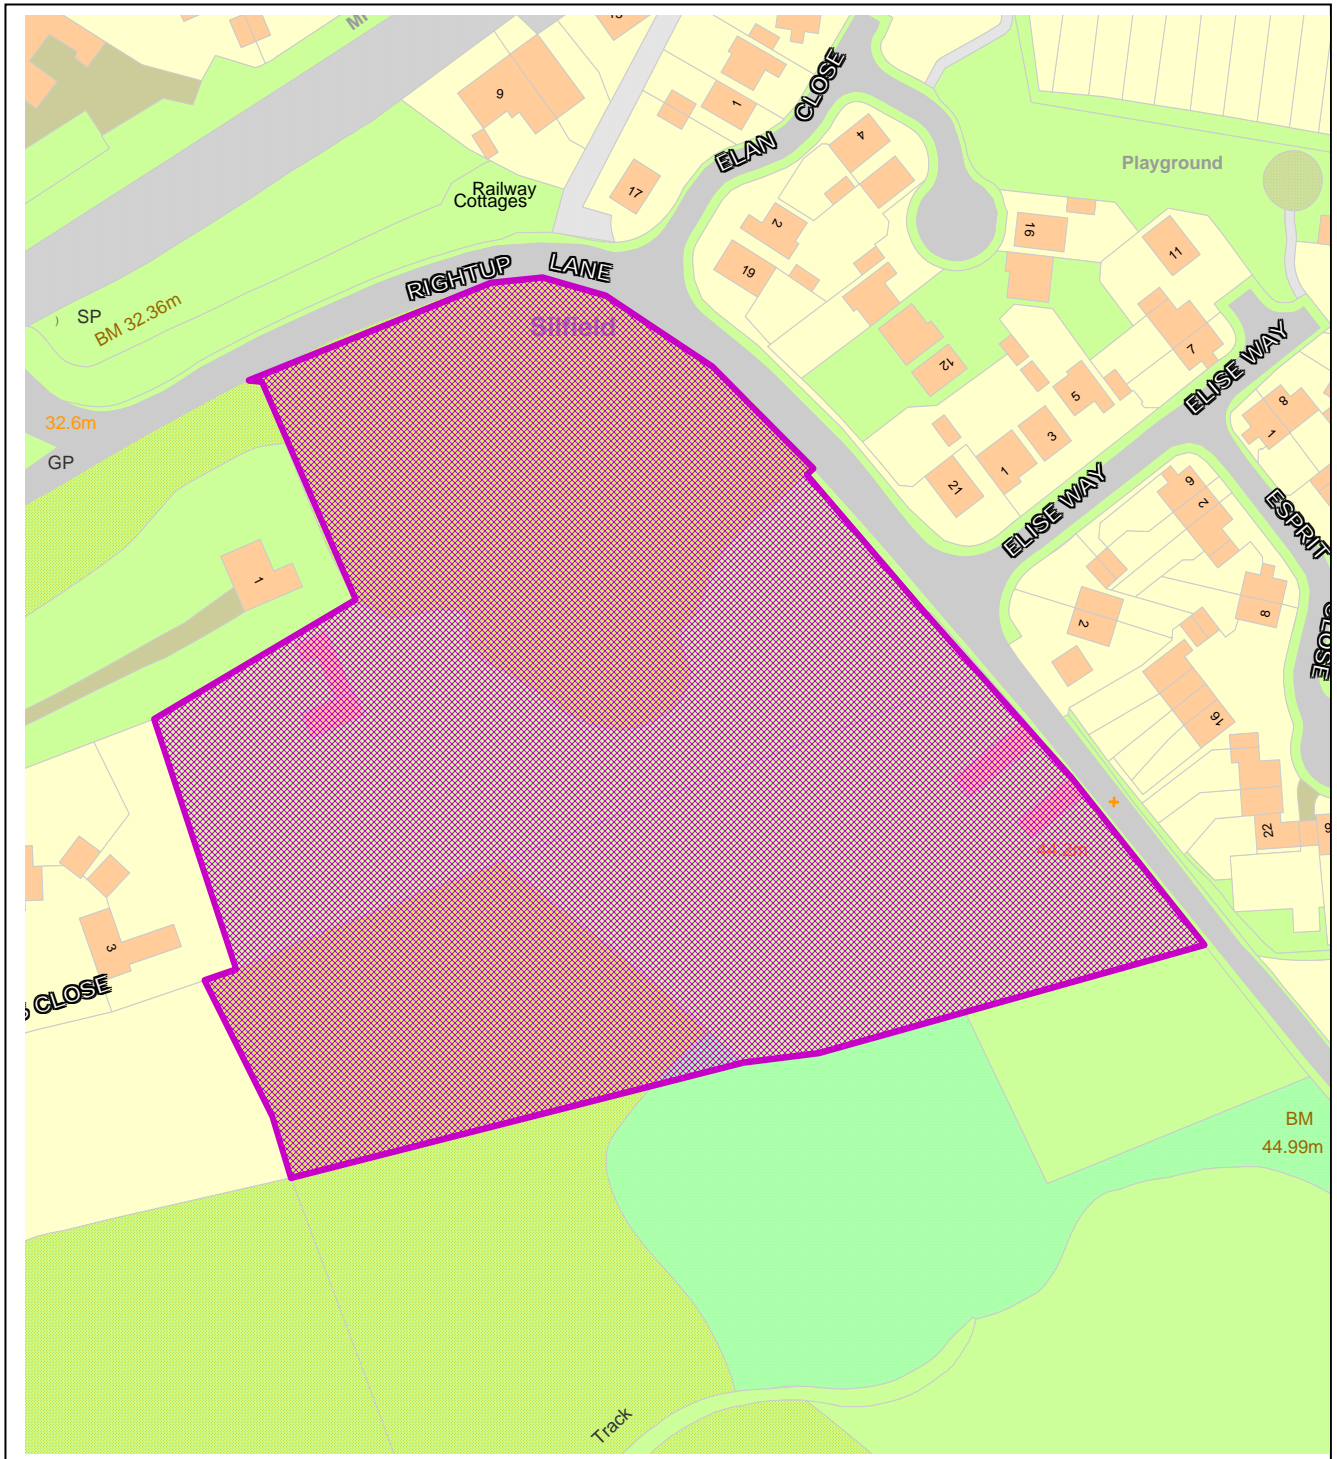 9
1
ELAN CLOSE
4
Playground
Railway
Cottages
17
2
16
11
19
RIGHTUP LANE
SP
BM 32.36m
Silfield
12
7
5
ELISE WAY
8
1
32.6m
GP
3
1
21
ELISE WAY
9
2
ESPRIT CLOSE
1
2
8
16
44.2m
22
3
CLOSE
BM
44.99m
Track